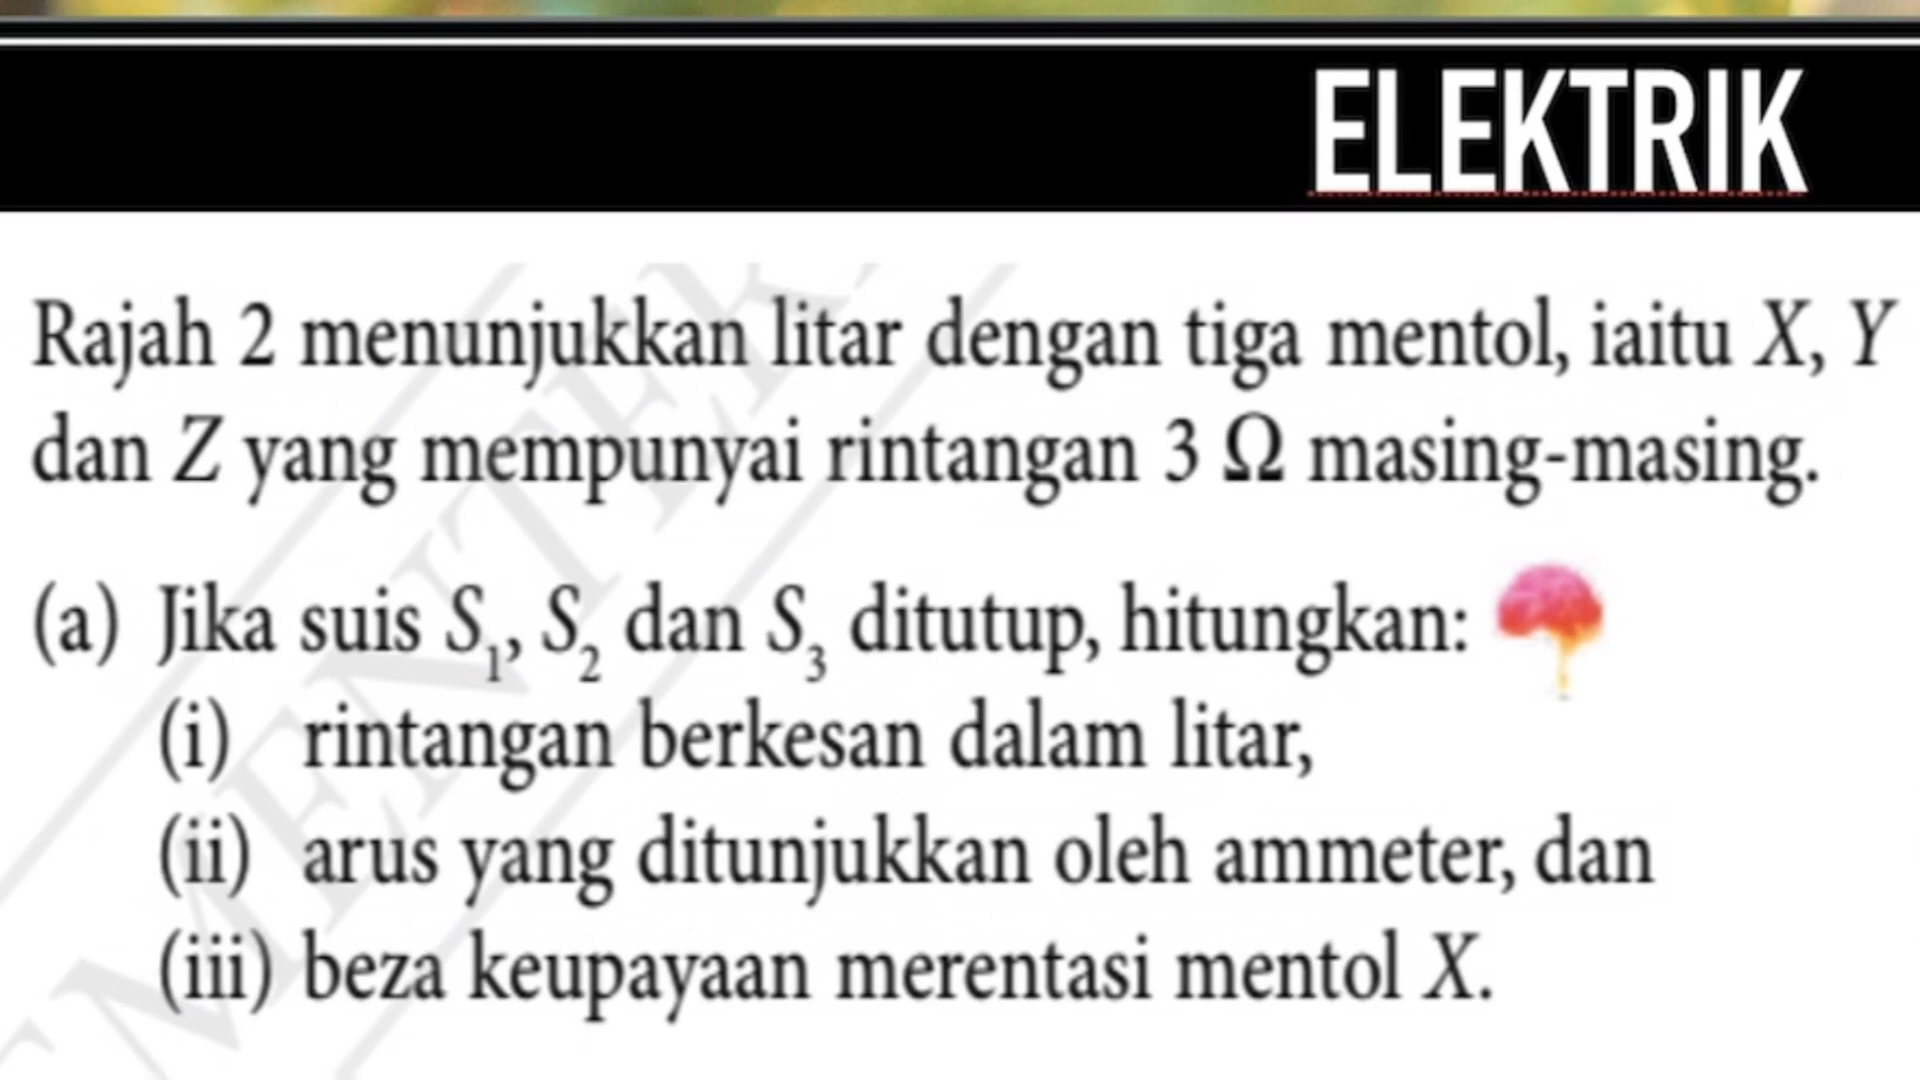 ELEKTRIK
Rajah 2 menunjukkan litar dengan tiga mentol, iaitu X, Y
dan Z yang mempunyai rintangan 3 Ω masing-masing.
(a) Jika suis S₁, S₂ dan S₃ ditutup, hitungkan:
(i) rintangan berkesan dalam litar,
(ii) arus yang ditunjukkan oleh ammeter, dan
(iii) beza keupayaan merentasi mentol X.